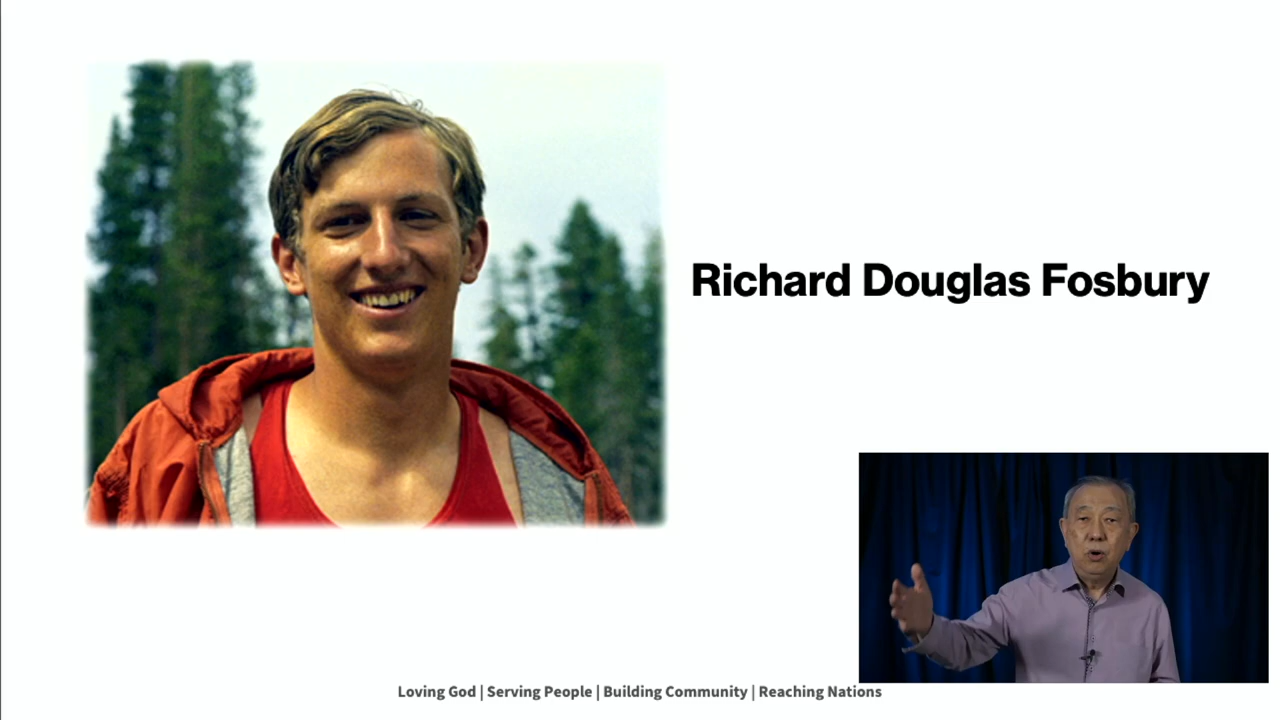 Richard Douglas Fosbury
Loving God | Serving People | Building Community | Reaching Nations